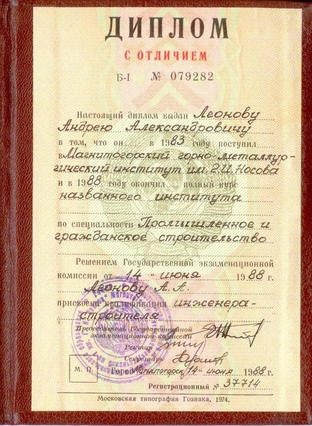 ДИПЛОМ
С ОТЛИЧИЕМ
Б-I № 079282
Настоящий диплом выдан Леонову
Андрею Александровичу
в том, что он в 1983 году поступил
в Магнитогорский горно-металлур-
гический институт им. Г.И. Носова
и в 1988 году окончил полный курс
названного института
по специальности Промышленное и
гражданское строительство
Решением Государственной экзаменационной
комиссии от 14 - июня 1988 г.
Леонову А.А.
присвоена квалификация инженера-
строителя
Председатель Государственной
экзаменационной комиссии
Ректор
Секретарь
М. П. Город Магнитогорск, 14 - июня 1988 г.
Регистрационный № 37714
Московская типография Гознака, 1974.